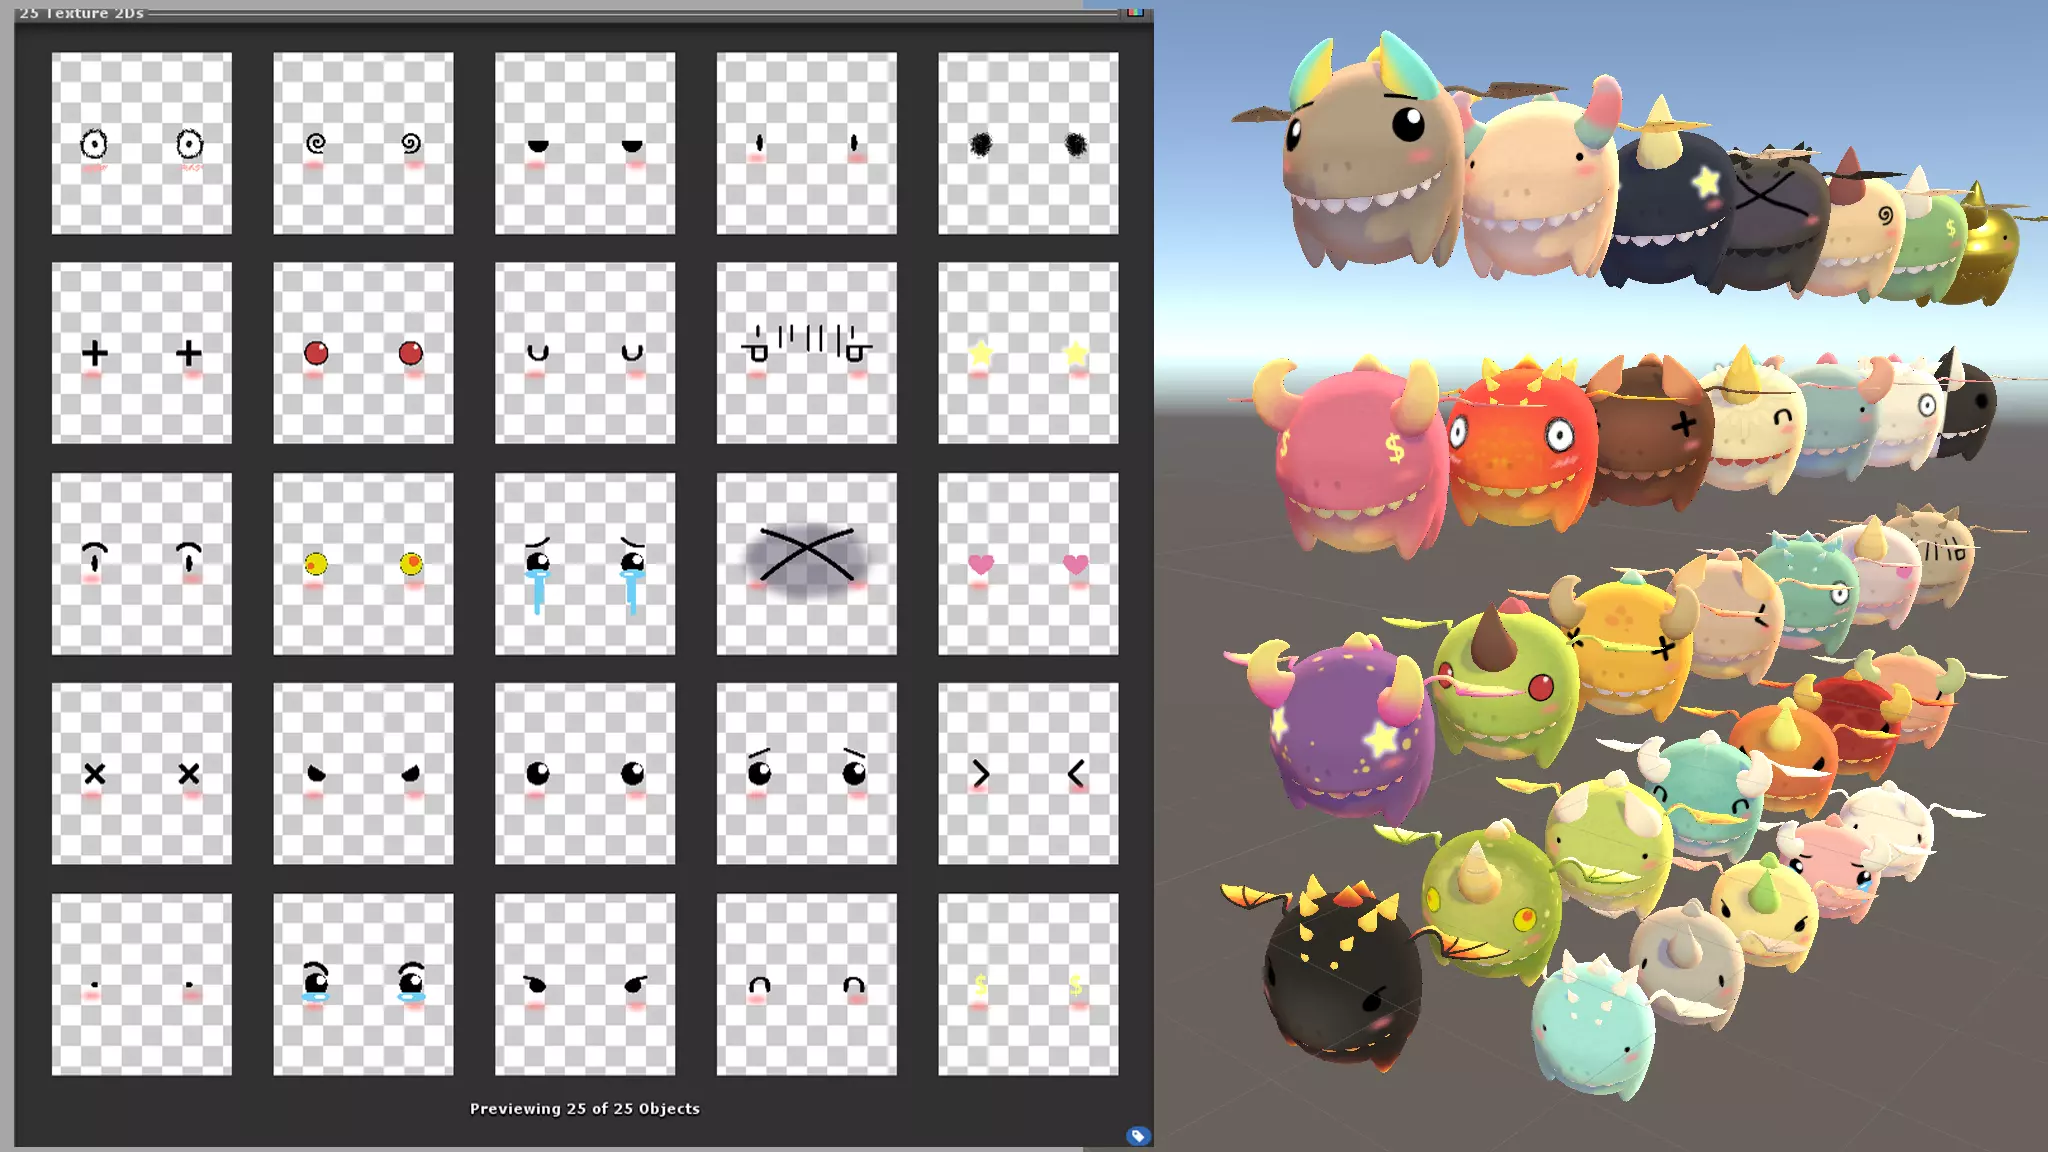 25 Texture 2Ds
$ $
Previewing 25 of 25 Objects
$
$ $